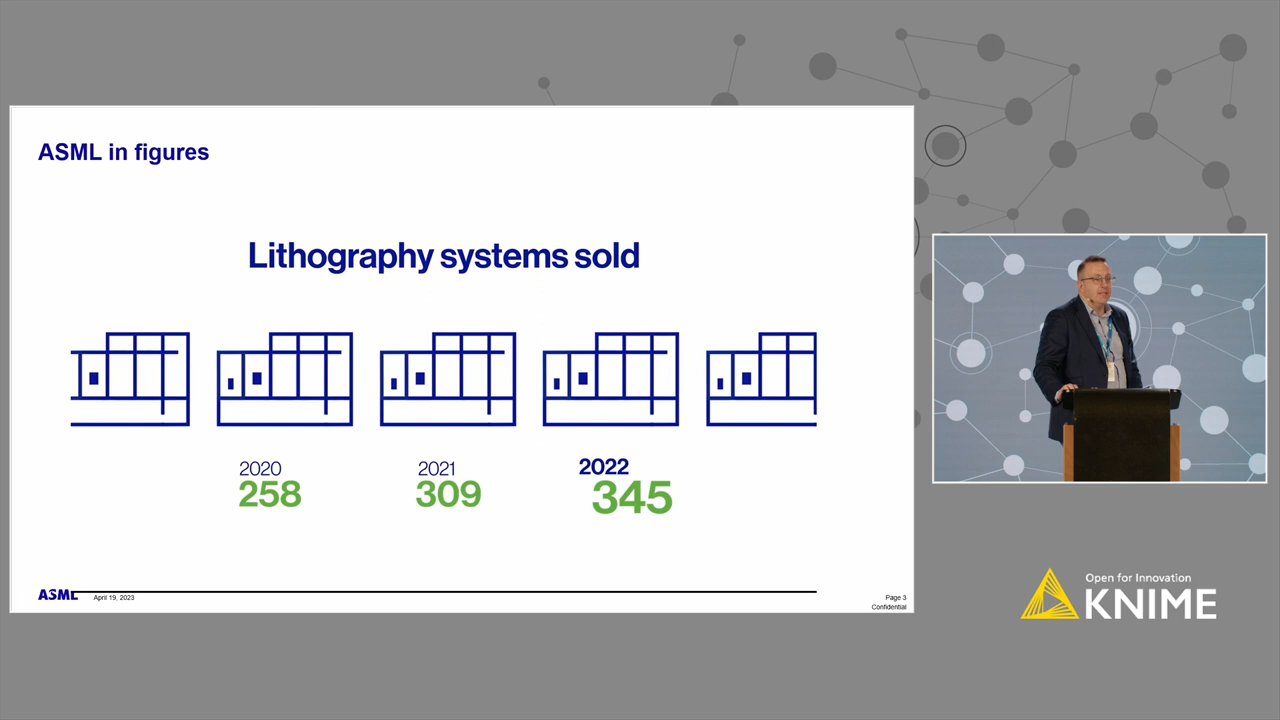 ASML in figures
Lithography systems sold
2020
258
2021
309
2022
345
ASML
April 19, 2023
Page 3
Confidential
Open for Innovation
KNIME